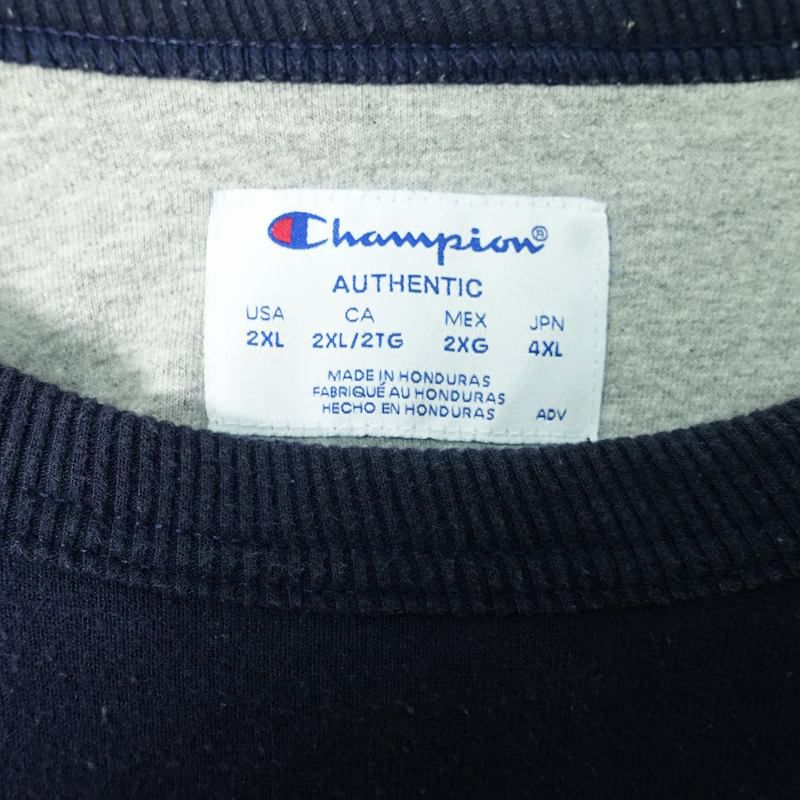 Champion®
AUTHENTIC
USA CA MEX JPN
2XL 2XL/2TG 2XG 4XL
MADE IN HONDURAS
FABRIQUÉ AU HONDURAS
HECHO EN HONDURAS ADV